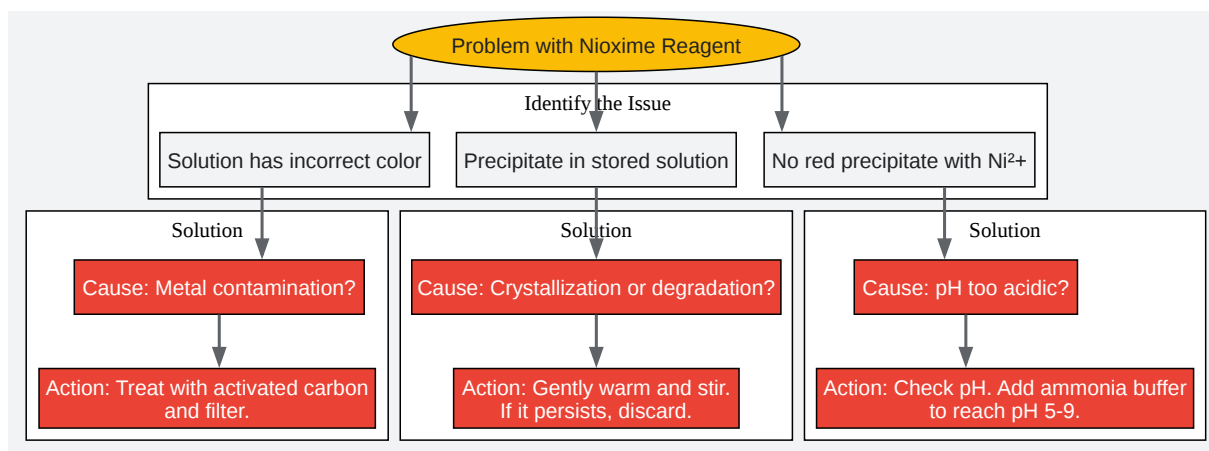 Problem with Nioxime Reagent
Identify the Issue
Solution has incorrect color
Precipitate in stored solution
No red precipitate with Ni²+
Solution
Solution
Solution
Cause: Metal contamination?
Cause: Crystallization or degradation?
Cause: pH too acidic?
Action: Treat with activated carbon
and filter.
Action: Gently warm and stir.
If it persists, discard.
Action: Check pH. Add ammonia buffer
to reach pH 5-9.